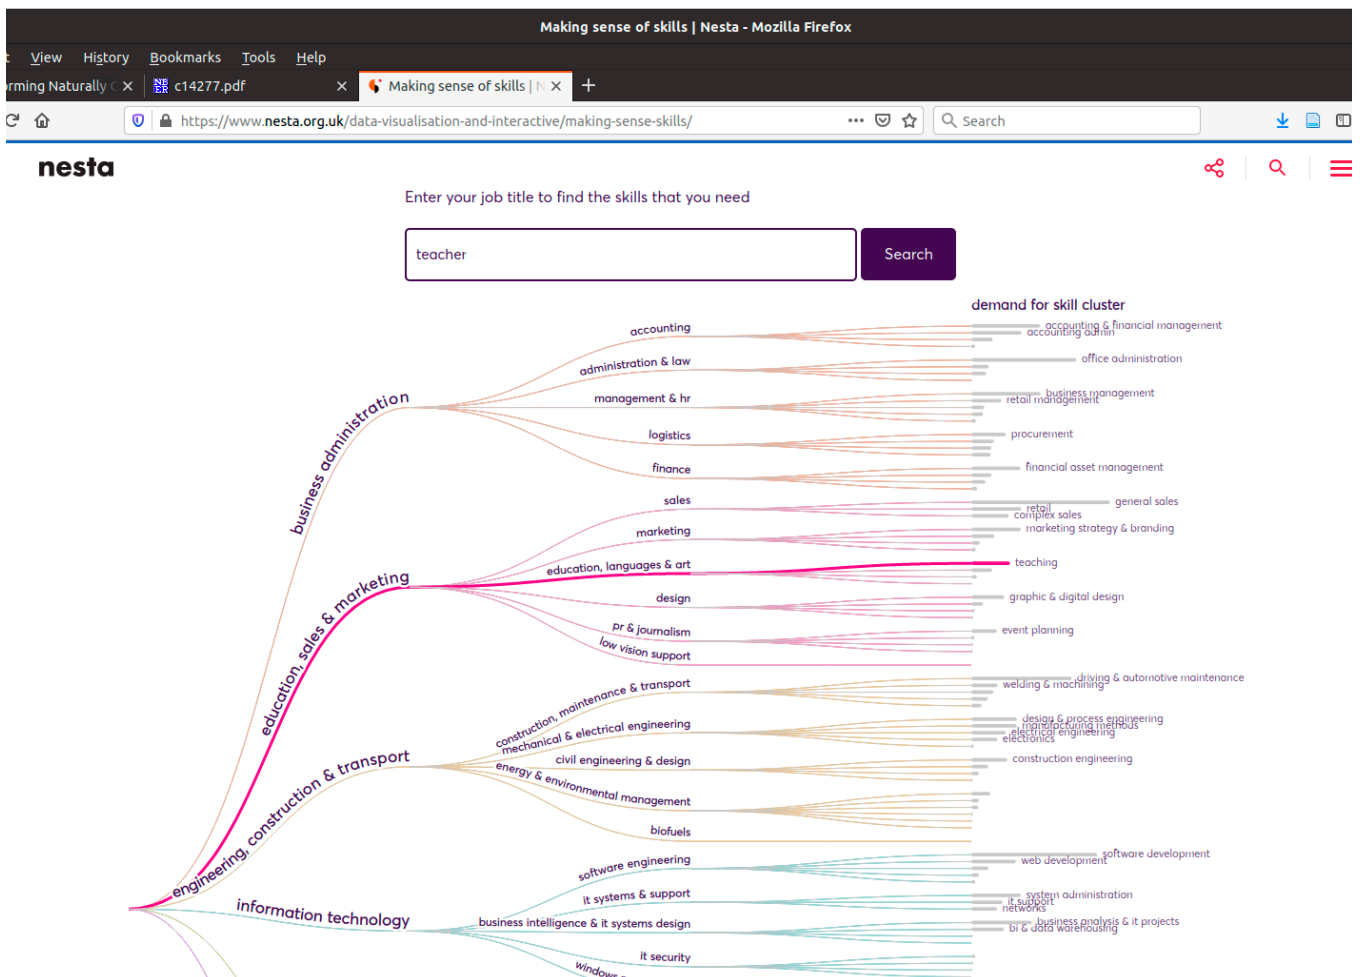 Making sense of skills | Nesta - Mozilla Firefox
View History Bookmarks Tools Help
orming Naturally
c14277.pdf
Making sense of skills | N
https://www.nesta.org.uk/data-visualisation-and-interactive/making-sense-skills/
Search
nesta
Enter your job title to find the skills that you need
teacher
Search
demand for skill cluster
business administration
accounting
accounting & financial management
accounting admin
administration & law
office administration
management & hr
business management
retail management
logistics
procurement
finance
financial asset management
education, sales & marketing
sales
general sales
retail
complex sales
marketing
marketing strategy & branding
education, languages & art
teaching
design
graphic & digital design
pr & journalism
event planning
low vision support
engineering, construction & transport
construction, maintenance & transport
driving & automotive maintenance
welding & machining
mechanical & electrical engineering
design & process engineering
manufacturing methods
electrical engineering
electronics
civil engineering & design
construction engineering
energy & environmental management
biofuels
information technology
software engineering
software development
web development
it systems & support
system administration
it support
networks
business intelligence & it systems design
business analysis & it projects
bi & data warehousing
it security
windows